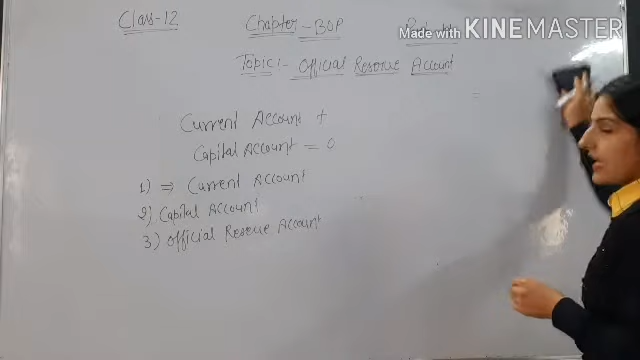 Class-12 Chapter-BOP
Made with KINEMASTER
Topic:- Official Reserve Account
Current Account +
Capital Account = 0
1) ⇒ Current Account
2) Capital Account
3) Official Reserve Account
=